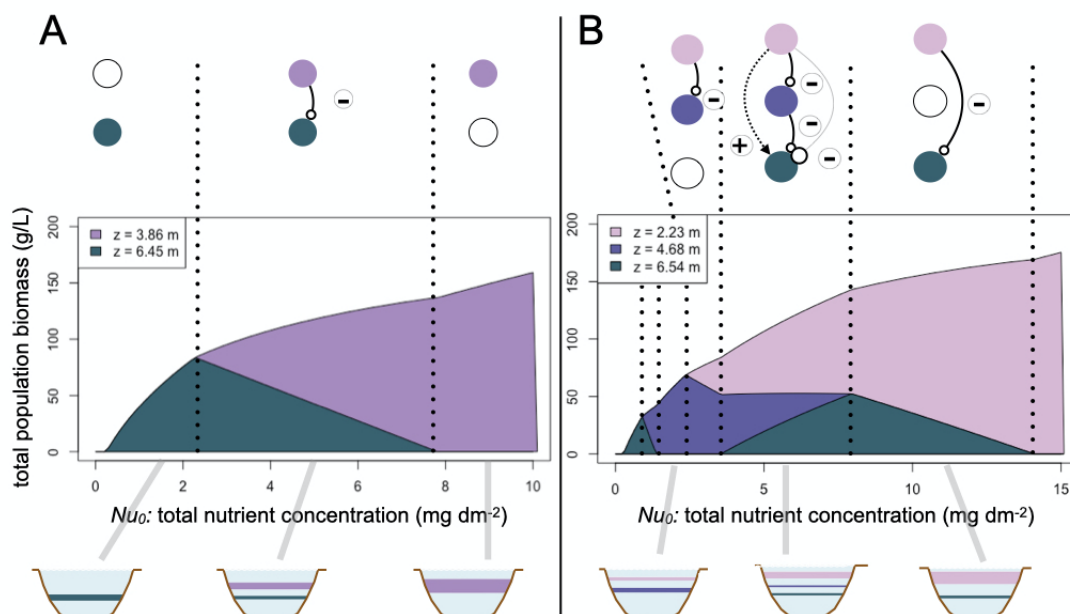 A
B
−
−
−
−
+
−
−
total population biomass (g/L)
200
150
100
50
0
z = 3.86 m
z = 6.45 m
0 2 4 6 8 10
Nu₀: total nutrient concentration (mg dm⁻²)
200
150
100
50
0
z = 2.23 m
z = 4.68 m
z = 6.54 m
0 5 10 15
Nu₀: total nutrient concentration (mg dm⁻²)